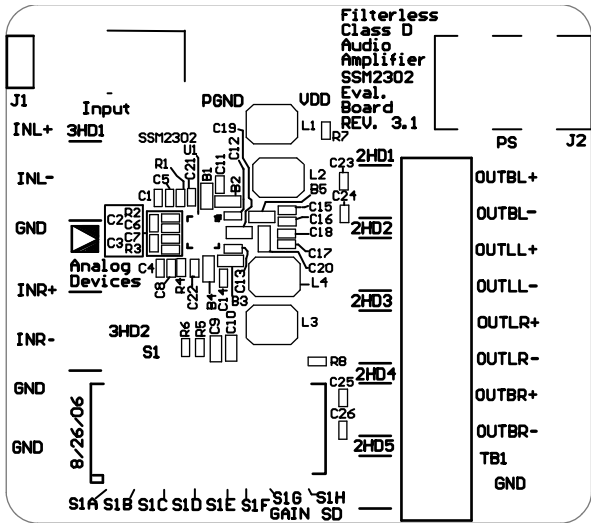 Filterless
Class D
Audio
Amplifier
SSM2302
Eval.
Board
REV. 3.1
J1
Input
PGND
VDD
C19
L1
R7
PS
J2
INL+
3HD1
SSM2302
U1
C12
R1
C21
C5
B1
C11
L2
C23
2HD1
INL-
C1
B2
B5
OUTBL+
C15
C24
C2
R2
C6
C16
2HD2
OUTBL-
GND
C18
C3
C7
R3
C17
OUTLL+
Analog
Devices
C4
C20
C8
R4
C22
B4
C14
C13
B3
L4
OUTLL-
INR+
2HD3
3HD2
L3
OUTLR+
INR-
S1
R6
R5
C9
C10
R8
OUTLR-
2HD4
GND
C25
OUTBR+
8/26/06
C26
OUTBR-
GND
2HD5
TB1
GND
S1A
S1B
S1C
S1D
S1E
S1F
S1G
S1H
GAIN SD